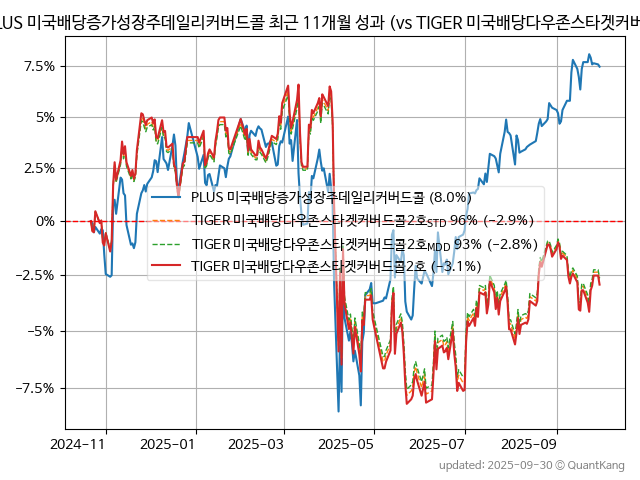 PLUS 미국배당증가성장주데일리커버드콜 최근 11개월 성과 (vs TIGER 미국배당다우존스타겟커버
7.5%
5%
2.5%
0%
−2.5%
−5%
−7.5%
PLUS 미국배당증가성장주데일리커버드콜 (8.0%)
TIGER 미국배당다우존스타겟커버드콜2호STD 96% (−2.9%)
TIGER 미국배당다우존스타겟커버드콜2호MDD 93% (−2.8%)
TIGER 미국배당다우존스타겟커버드콜2호 (−3.1%)
2024−11 2025−01 2025−03 2025−05 2025−07 2025−09
updated: 2025-09-30 © QuantKang